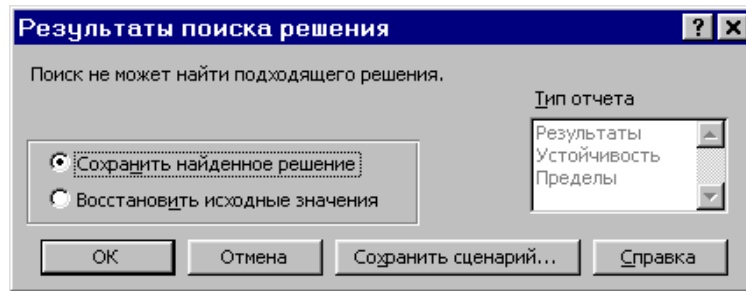 Результаты поиска решения
Поиск не может найти подходящего решения.
Тип отчета
Результаты
Устойчивость
Пределы
Сохранить найденное решение
Восстановить исходные значения
ОК Отмена Сохранить сценарий... Справка